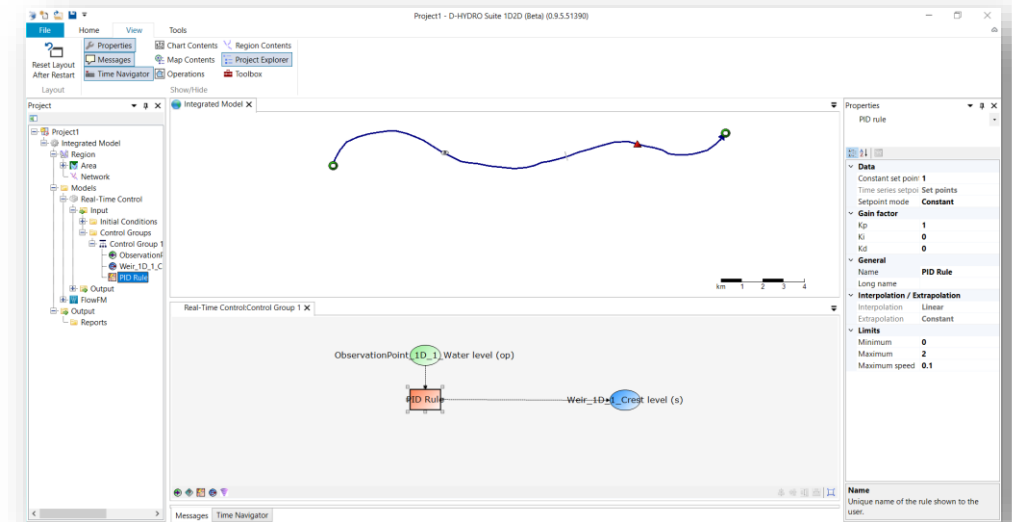 Project1 - D-HYDRO Suite 1D2D (Beta) (0.9.5.51390)
File Home View Tools
Reset Layout After Restart
Properties
Messages
Time Navigator
Chart Contents
Map Contents
Operations
Region Contents
Project Explorer
Toolbox
Layout
Show/Hide
Project
Project1
Integrated Model
Region
Area
Network
Models
Real-Time Control
Input
Initial Conditions
Control Groups
Control Group 1
Observation
Weir_1D_1_C
PID Rule
Output
FlowFM
Output
Reports
Integrated Model
km 1 2 3 4
Real-Time Control:Control Group 1
ObservationPoint_1D_1_Water level (op)
PID Rule
Weir_1D_1_Crest level (s)
Messages Time Navigator
Properties
PID rule
Data
Constant set point 1
Time series setpoi Set points
Setpoint mode Constant
Gain factor
Kp 1
Ki 0
Kd 0
General
Name PID Rule
Long name
Interpolation / Extrapolation
Interpolation Linear
Extrapolation Constant
Limits
Minimum 0
Maximum 2
Maximum speed 0.1
Name
Unique name of the rule shown to the
user.